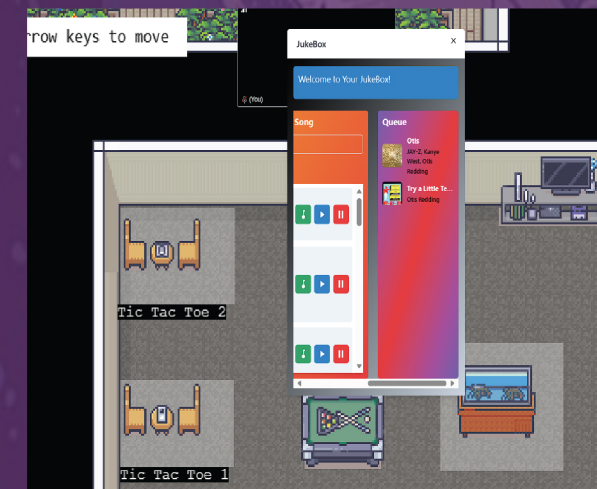 rrow keys to move
(You)
JukeBox
Welcome to Your JukeBox!
Song
Queue
Otis
JAY-Z, Kanye
West, Otis
Redding
Try a Little Te...
Otis Redding
Tic Tac Toe 2
Tic Tac Toe 1